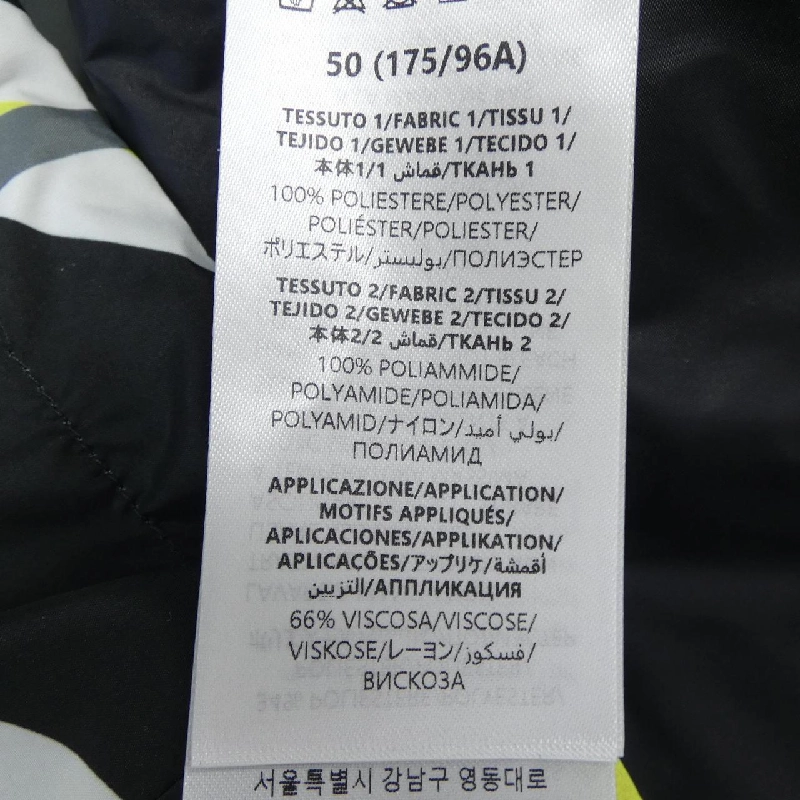 50 (175/96A)
TESSUTO 1/FABRIC 1/TISSU 1/
TEJIDO 1/GEWEBE 1/TECIDO 1/
本体1/1 قماش/ТКАНЬ 1
100% POLIESTERE/POLYESTER/
POLIÉSTER/POLIESTER/
ポリエステル/بوليستر/ПОЛИЭСТЕР
TESSUTO 2/FABRIC 2/TISSU 2/
TEJIDO 2/GEWEBE 2/TECIDO 2/
本体2/2 قماش/ТКАНЬ 2
100% POLIAMMIDE/
POLYAMIDE/POLIAMIDA/
POLYAMID/ナイロン/بولي أميد/
ПОЛИАМИД
APPLICAZIONE/APPLICATION/
MOTIFS APPLIQUÉS/
APLICACIONES/APPLIKATION/
APLICAÇÕES/アップリケ/أقمشة
التزيين/АППЛИКАЦИЯ
66% VISCOSA/VISCOSE/
VISKOSE/レーヨン/فسكوز/
ВИСКОЗА
서울특별시 강남구 영동대로